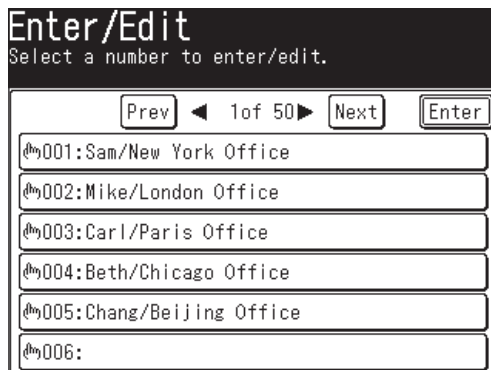 Enter/Edit
Select a number to enter/edit.
Prev ◀ 1of 50▶ Next Enter
001:Sam/New York Office
002:Mike/London Office
003:Carl/Paris Office
004:Beth/Chicago Office
005:Chang/Beijing Office
006: